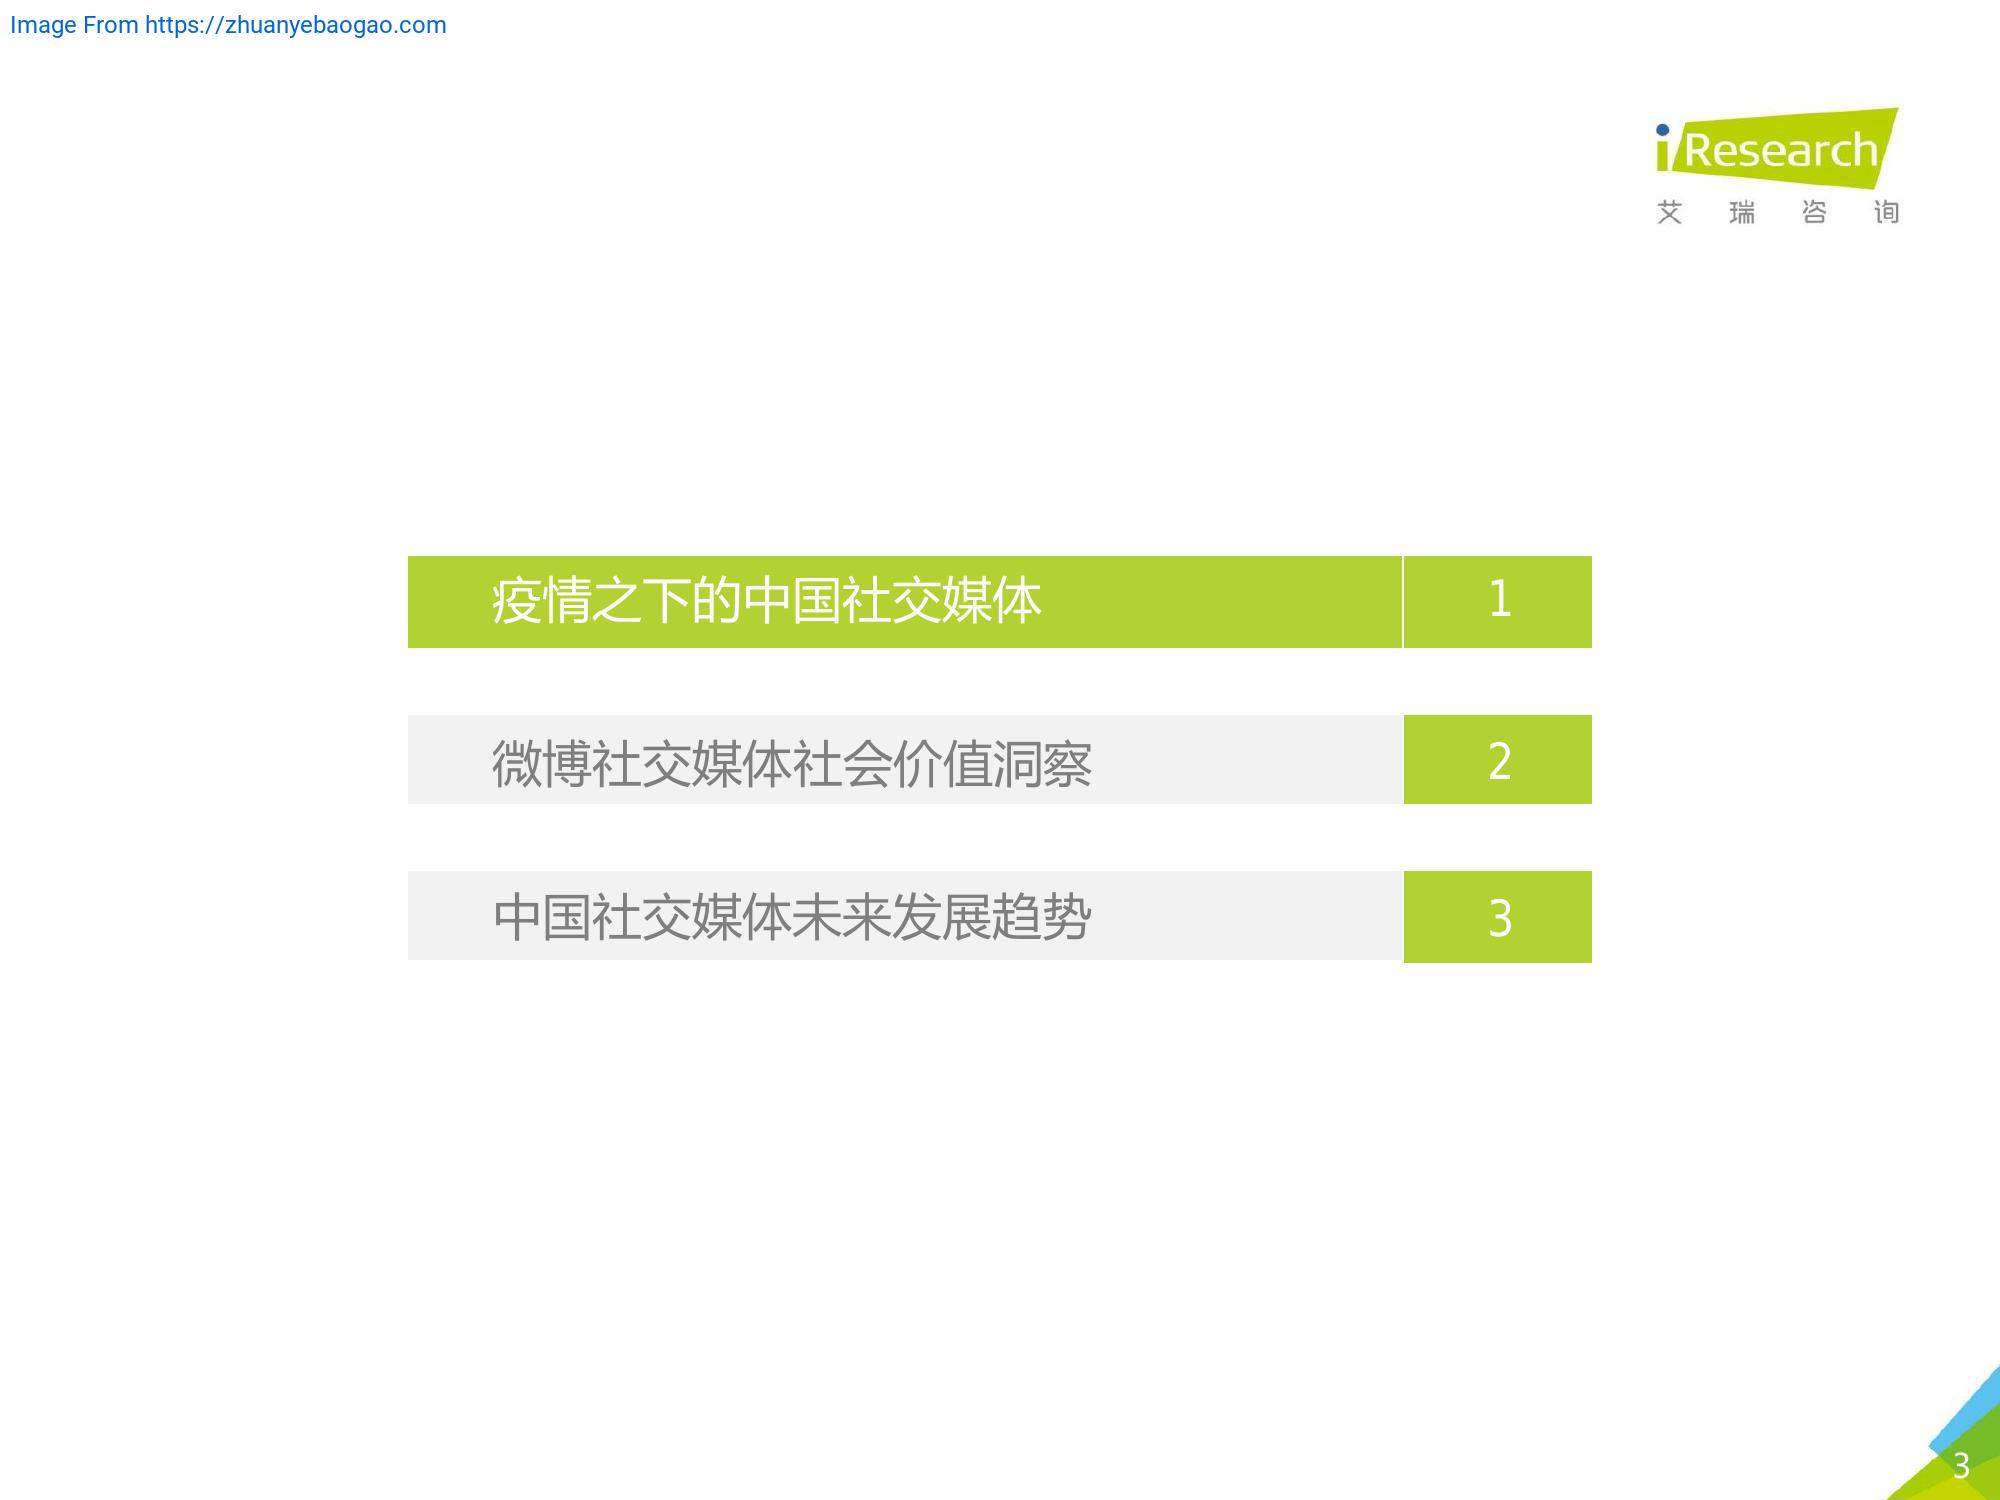 Image From https://zhuanyebaogao.com
iResearch
艾瑞咨询
疫情之下的中国社交媒体 1
微博社交媒体社会价值洞察 2
中国社交媒体未来发展趋势 3
3